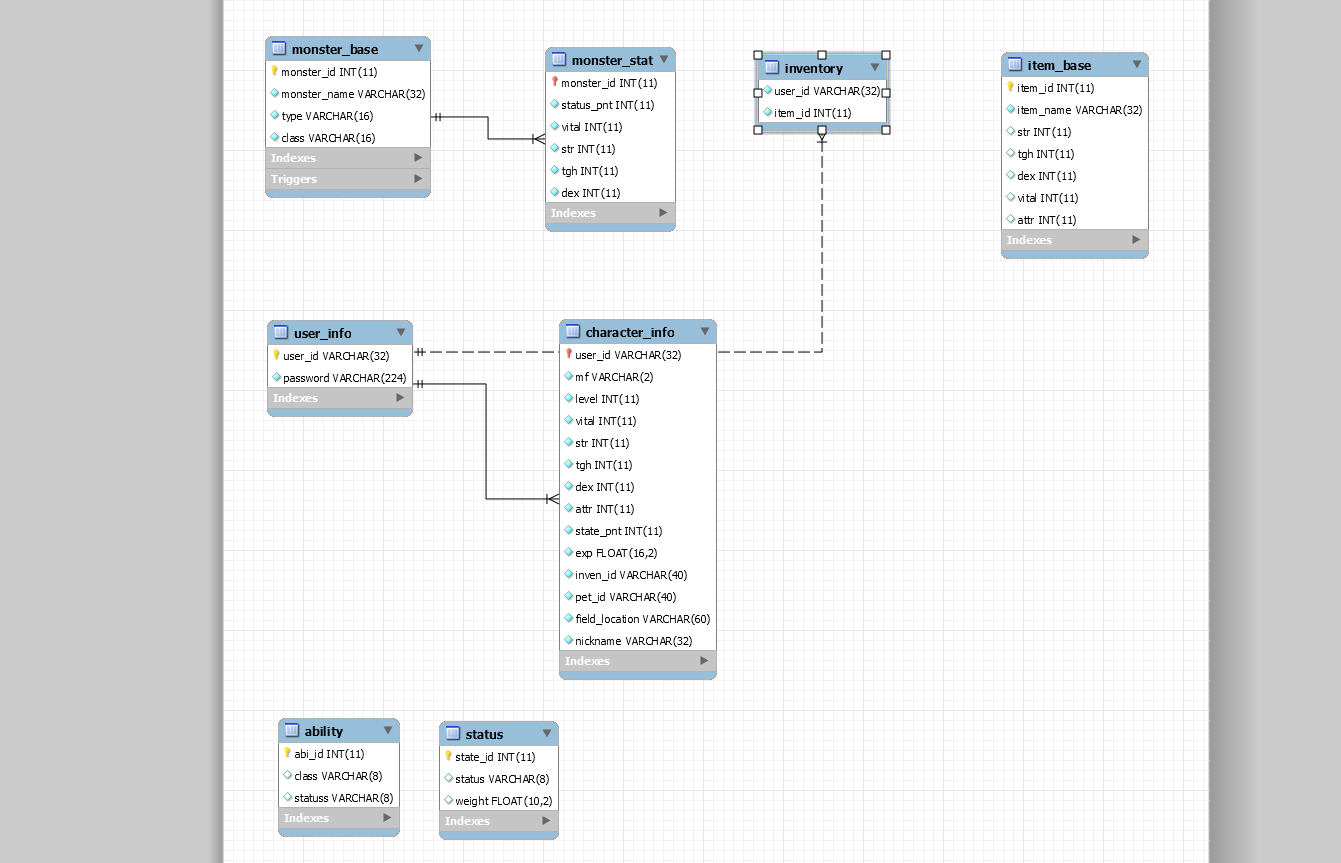 monster_base
monster_id INT(11)
monster_name VARCHAR(32)
type VARCHAR(16)
class VARCHAR(16)
Indexes
Triggers
monster_stat
monster_id INT(11)
status_pnt INT(11)
vital INT(11)
str INT(11)
tgh INT(11)
dex INT(11)
Indexes
inventory
user_id VARCHAR(32)
item_id INT(11)
item_base
item_id INT(11)
item_name VARCHAR(32)
str INT(11)
tgh INT(11)
dex INT(11)
vital INT(11)
attr INT(11)
Indexes
user_info
user_id VARCHAR(32)
password VARCHAR(224)
Indexes
character_info
user_id VARCHAR(32)
mf VARCHAR(2)
level INT(11)
vital INT(11)
str INT(11)
tgh INT(11)
dex INT(11)
attr INT(11)
state_pnt INT(11)
exp FLOAT(16,2)
inven_id VARCHAR(40)
pet_id VARCHAR(40)
field_location VARCHAR(60)
nickname VARCHAR(32)
Indexes
ability
abi_id INT(11)
class VARCHAR(8)
statuss VARCHAR(8)
Indexes
status
state_id INT(11)
status VARCHAR(8)
weight FLOAT(10,2)
Indexes